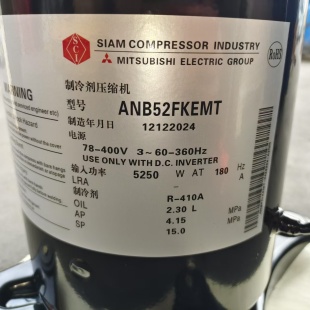 SCI
SIAM COMPRESSOR INDUSTRY
MITSUBISHI ELECTRIC GROUP
RoHS
WARNING
制冷剂压缩机
型号 ANB52FKEMT
制造年月日 12122024
电源
78-400V 3~60-360Hz
USE ONLY WITH D.C. INVERTER
输入功率 5250 W AT 180 Hz
LRA - A
制冷剂 R-410A
OIL 2.30 L
AP 4.15 MPa
SP 15.0 MPa